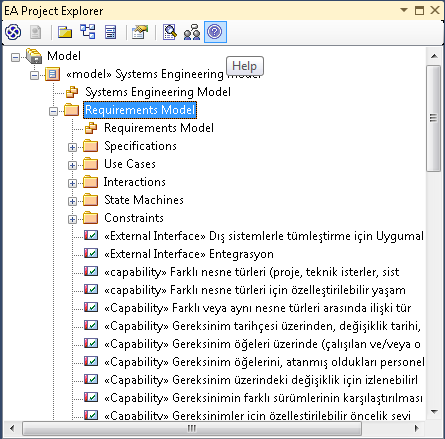 EA Project Explorer
Help
Model
«model» Systems Engineering Model
Systems Engineering Model
Requirements Model
Requirements Model
Specifications
Use Cases
Interactions
State Machines
Constraints
«External Interface» Dış sistemlerle tümleştirme için Uygumal
«External Interface» Entegrasyon
«capability» Farklı nesne türleri (proje, teknik isterler, sist
«Capability» Farklı nesne türleri için özelleştirilebilir yaşam
«Capability» Farklı veya aynı nesne türleri arasında ilişki tür
«Capability» Gereksinim tarihçesi üzerinden, değişiklik tarihi,
«Capability» Gereksinim öğeleri üzerinde (çalışılan ve/veya o
«Capability» Gereksinim öğelerini, atanmış oldukları personel
«Capability» Gereksinim üzerindeki değişiklik için izlenebilirl
«Capability» Gereksinimin farklı sürümlerinin karşılaştırılması
«Capability» Gereksinimler için özelleştirilebilir öncelik sevi